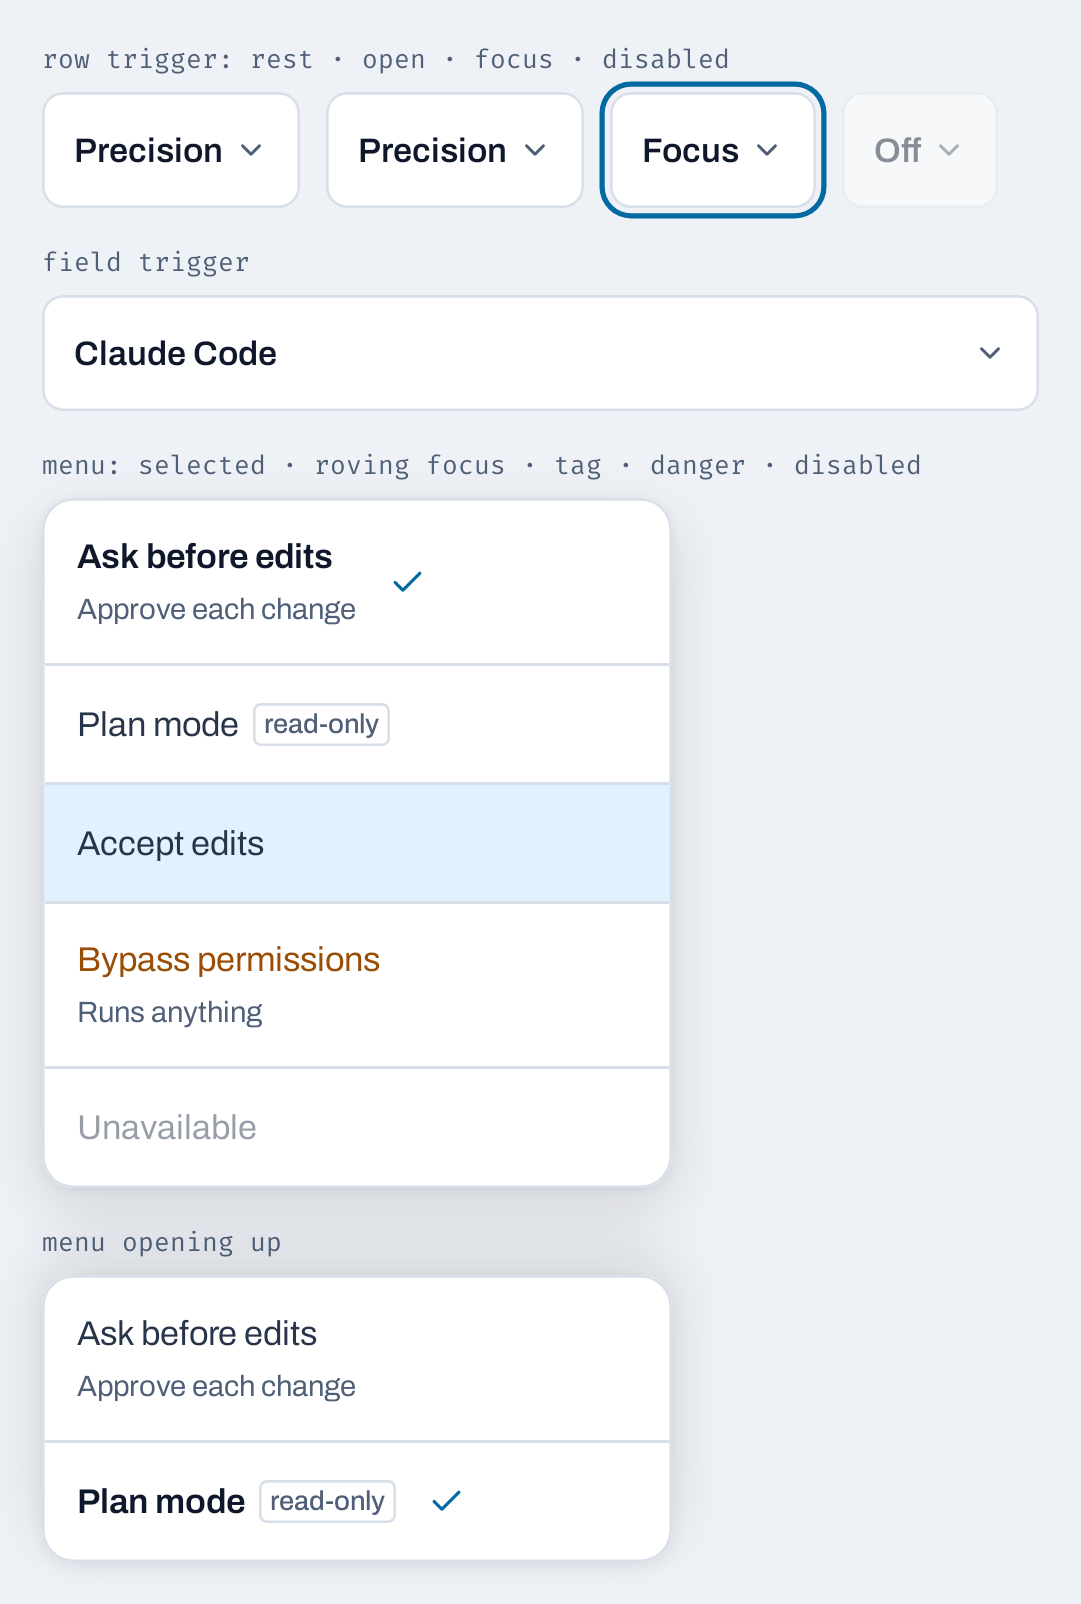 row trigger: rest · open · focus · disabled
Precision Precision Focus Off
field trigger
Claude Code
menu: selected · roving focus · tag · danger · disabled
Ask before edits
Approve each change
Plan mode read-only
Accept edits
Bypass permissions
Runs anything
Unavailable
menu opening up
Ask before edits
Approve each change
Plan mode read-only